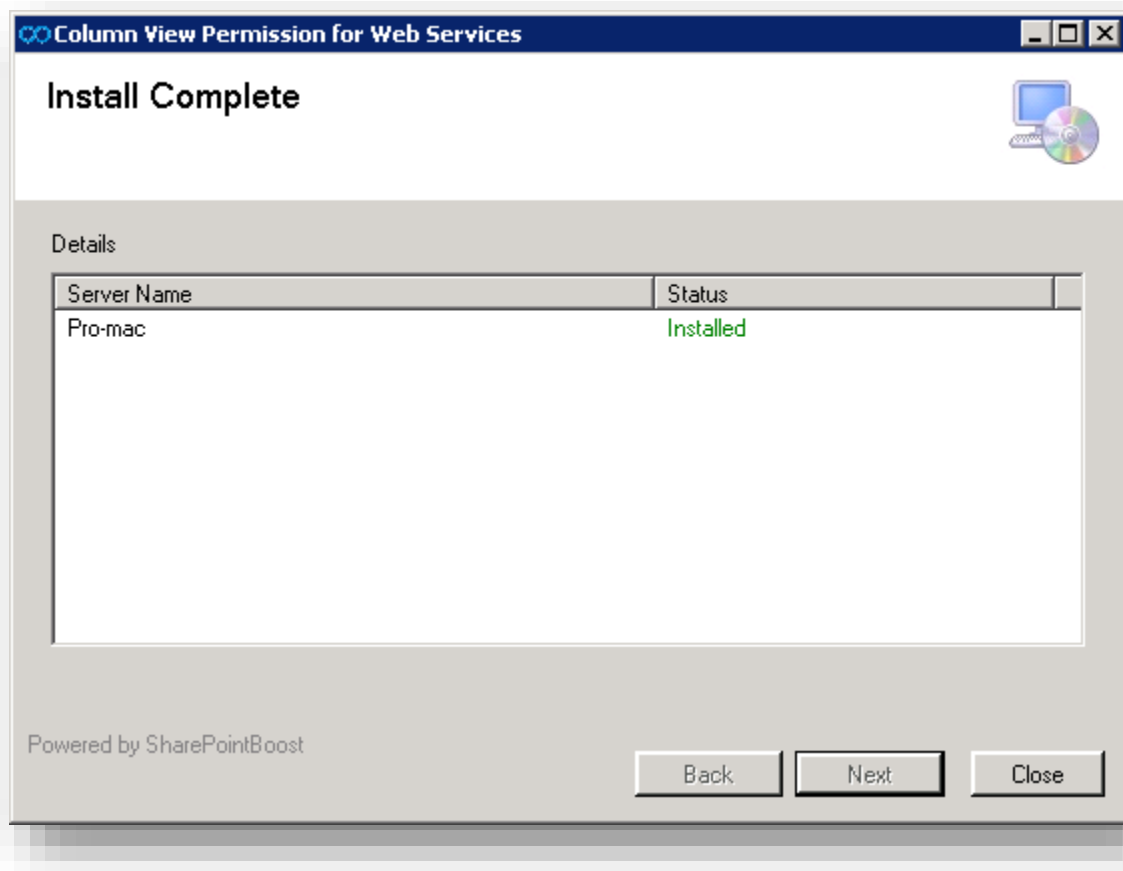 Column View Permission for Web Services
Install Complete
Details
Server Name Status
Pro-mac Installed
Powered by SharePointBoost
Back Next Close